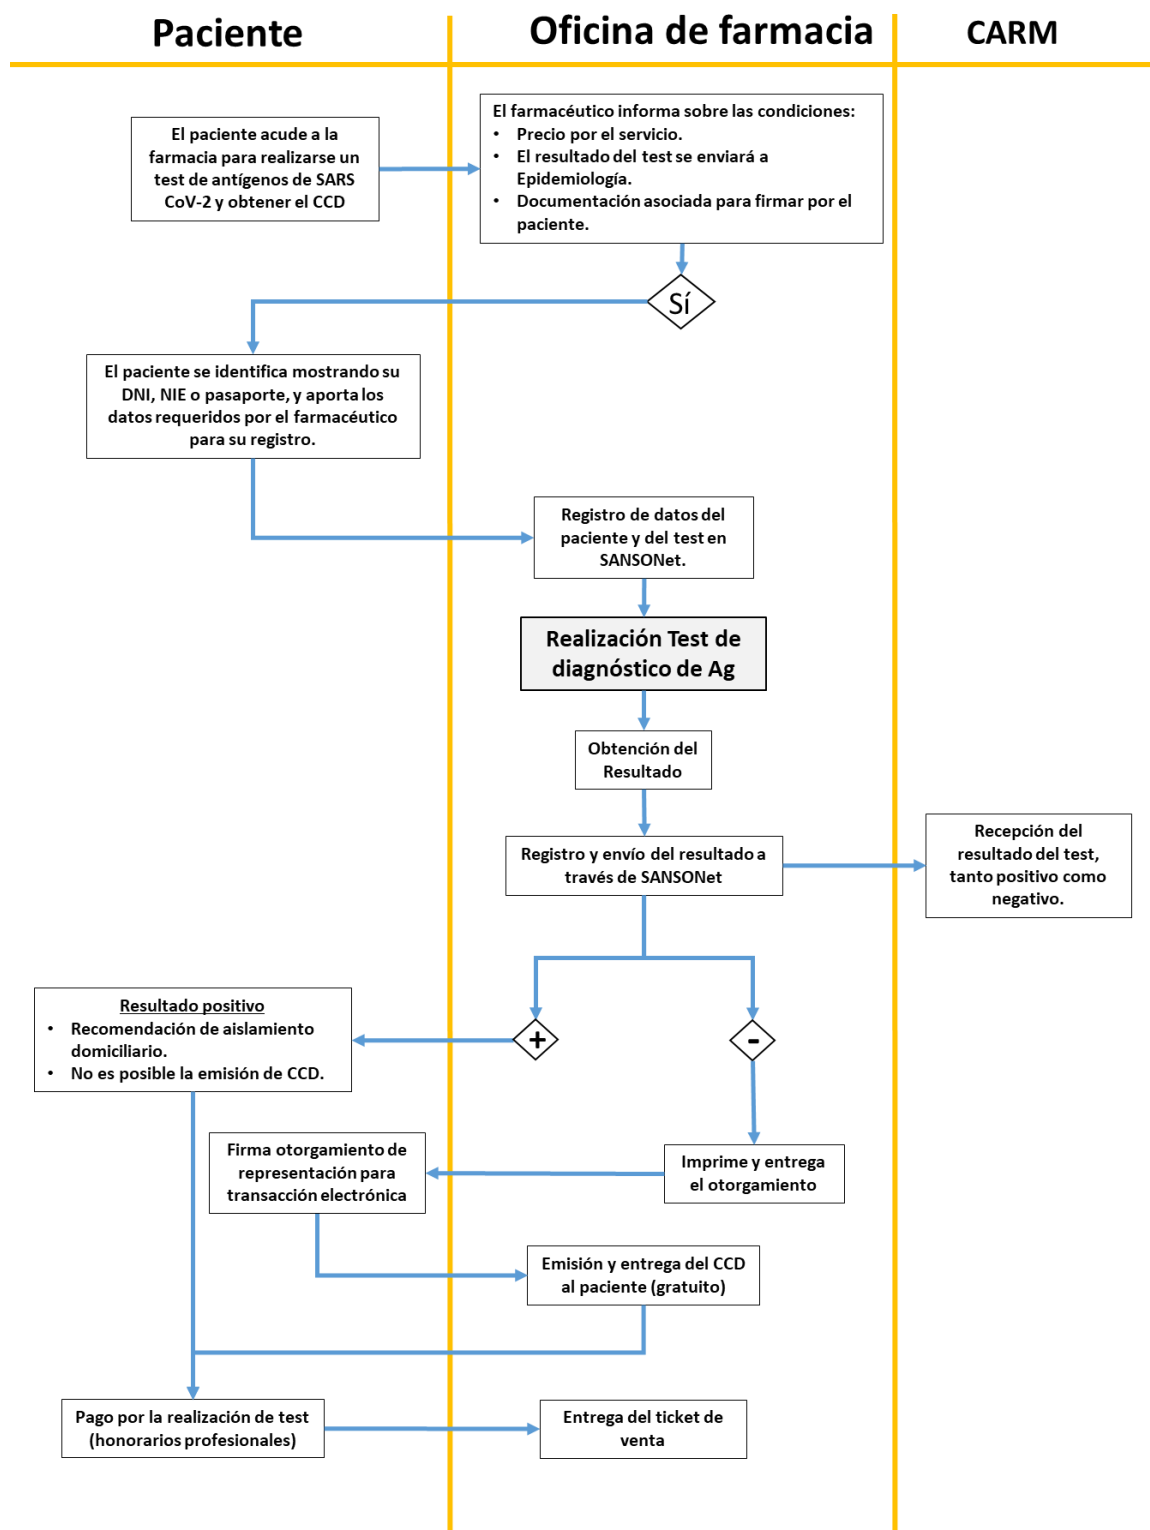 Paciente
Oficina de farmacia
CARM
El paciente acude a la
farmacia para realizarse un
test de antígenos de SARS
CoV-2 y obtener el CCD
El farmacéutico informa sobre las condiciones:
• Precio por el servicio.
• El resultado del test se enviará a
Epidemiología.
• Documentación asociada para firmar por el
paciente.
Sí
El paciente se identifica mostrando su
DNI, NIE o pasaporte, y aporta los
datos requeridos por el farmacéutico
para su registro.
Registro de datos del
paciente y del test en
SANSONet.
Realización Test de
diagnóstico de Ag
Obtención del
Resultado
Registro y envío del resultado a
través de SANSONet
Recepción del
resultado del test,
tanto positivo como
negativo.
+
-
Resultado positivo
• Recomendación de aislamiento
domiciliario.
• No es posible la emisión de CCD.
Imprime y entrega
el otorgamiento
Firma otorgamiento de
representación para
transacción electrónica
Emisión y entrega del CCD
al paciente (gratuito)
Pago por la realización de test
(honorarios profesionales)
Entrega del ticket de
venta